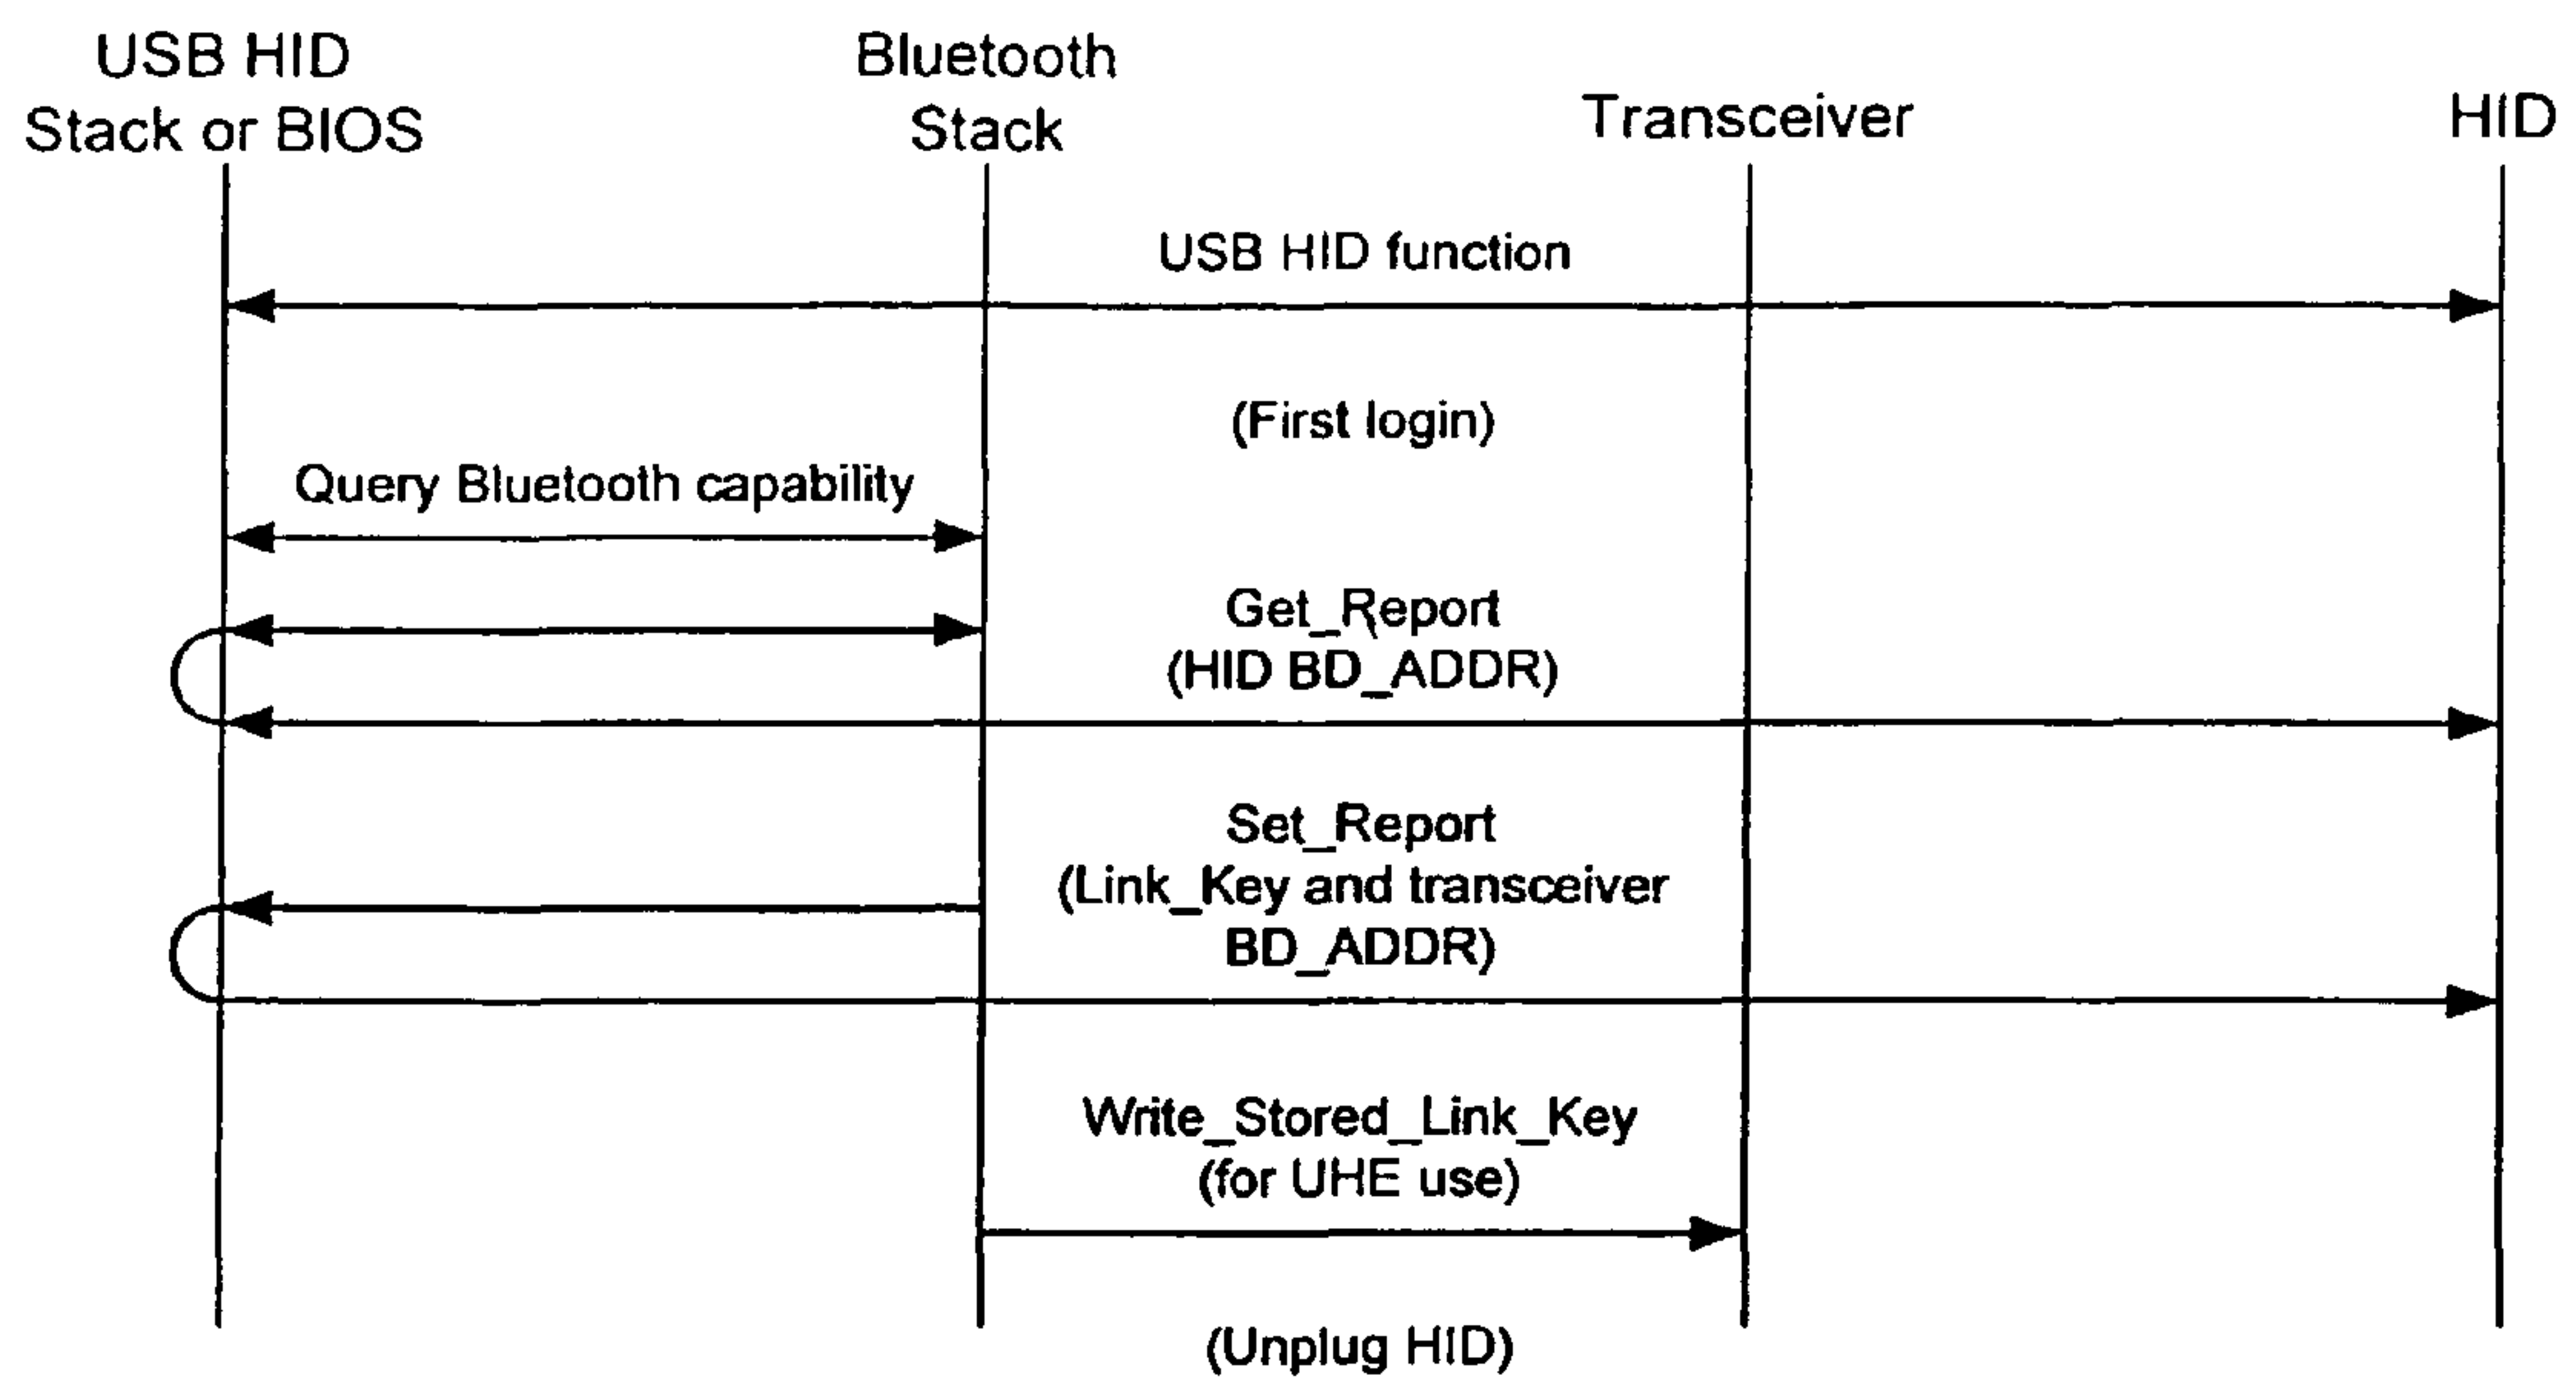 USB HID
Stack or BIOS
Bluetooth
Stack
Transceiver
HID
USB HID function
(First login)
Query Bluetooth capability
Get_Report
(HID BD_ADDR)
Set_Report
(Link_Key and transceiver
BD_ADDR)
Write_Stored_Link_Key
(for UHE use)
(Unplug HID)